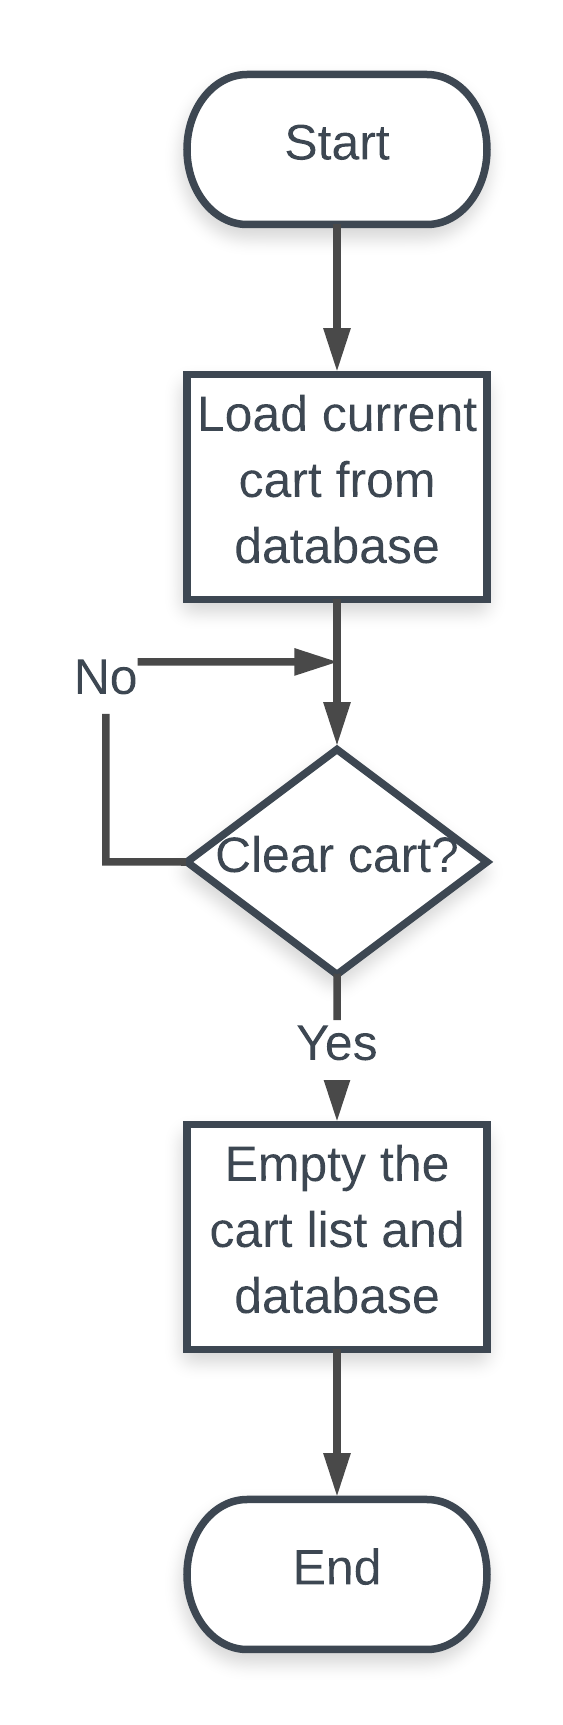 Start
Load current
cart from
database
No
Clear cart?
Yes
Empty the
cart list and
database
End